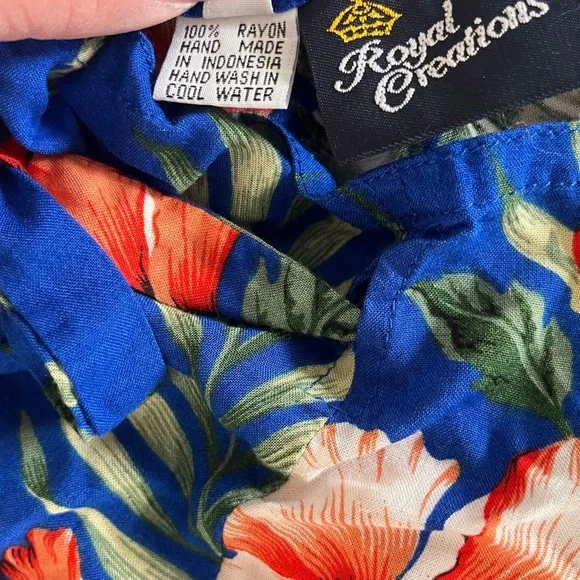 100% RAYON
HAND MADE
IN INDONESIA
HAND WASH IN
COOL WATER
Royal
Creations